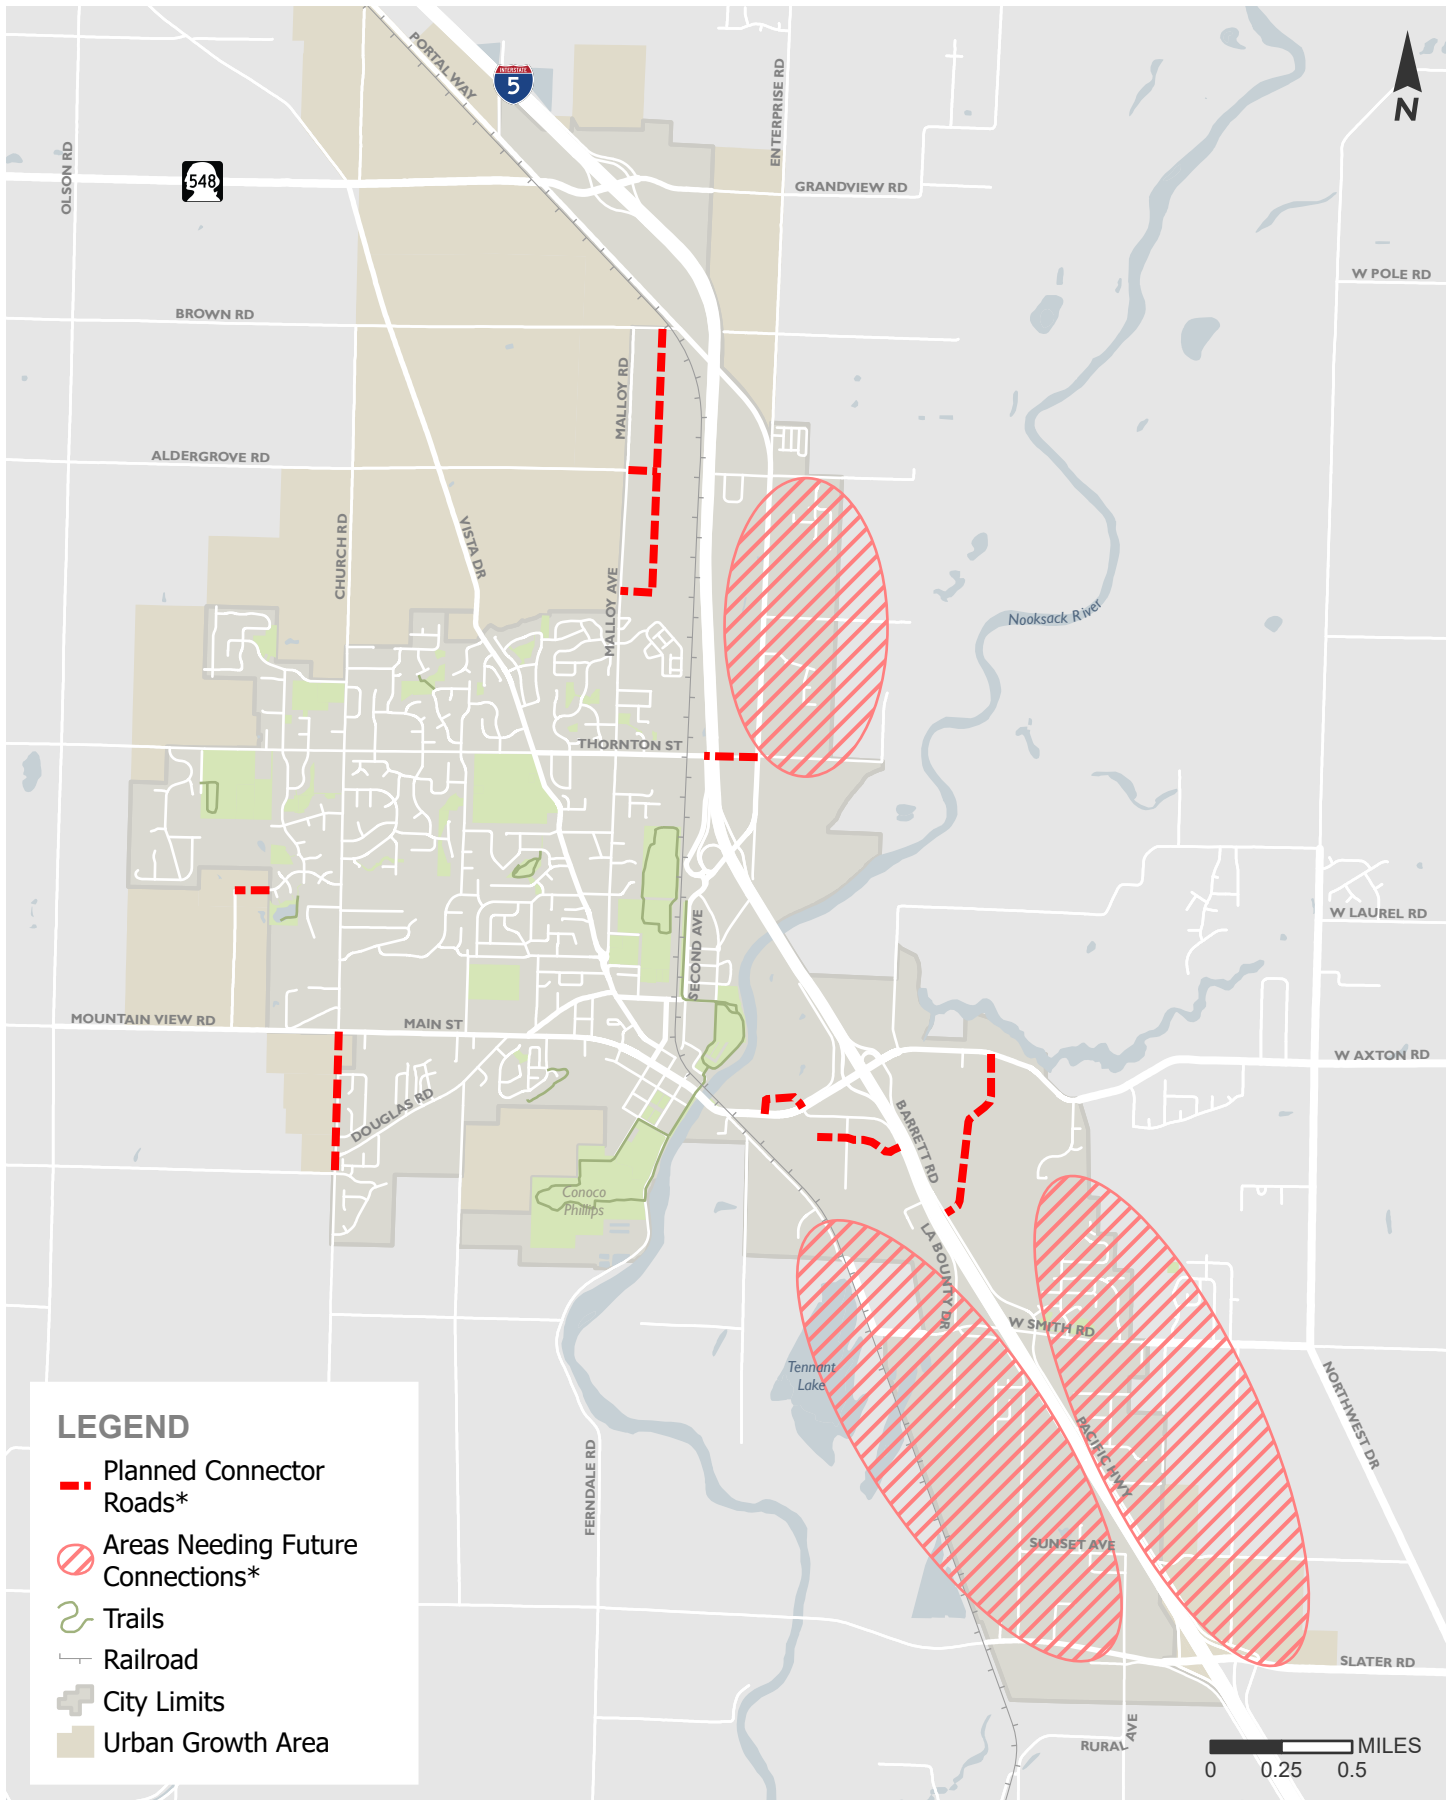 PORTAL WAY
INTERSTATE
5
ENTERPRISE RD
N
OLSON RD
548
GRANDVIEW RD
W POLE RD
BROWN RD
MALLOY RD
ALDERGROVE RD
CHURCH RD
VISTA DR
MALLOY AVE
Nooksack River
THORNTON ST
SECOND AVE
W LAUREL RD
MOUNTAIN VIEW RD
MAIN ST
W AXTON RD
DOUGLAS RD
BARRETT RD
Conoco
Phillips
LA BOUNTY DR
W SMITH RD
Tennant
Lake
NORTHWEST DR
PACIFIC HWY
FERNDALE RD
SUNSET AVE
SLATER RD
RURAL AVE
LEGEND
Planned Connector
Roads*
Areas Needing Future
Connections*
Trails
Railroad
City Limits
Urban Growth Area
MILES
0 0.25 0.5